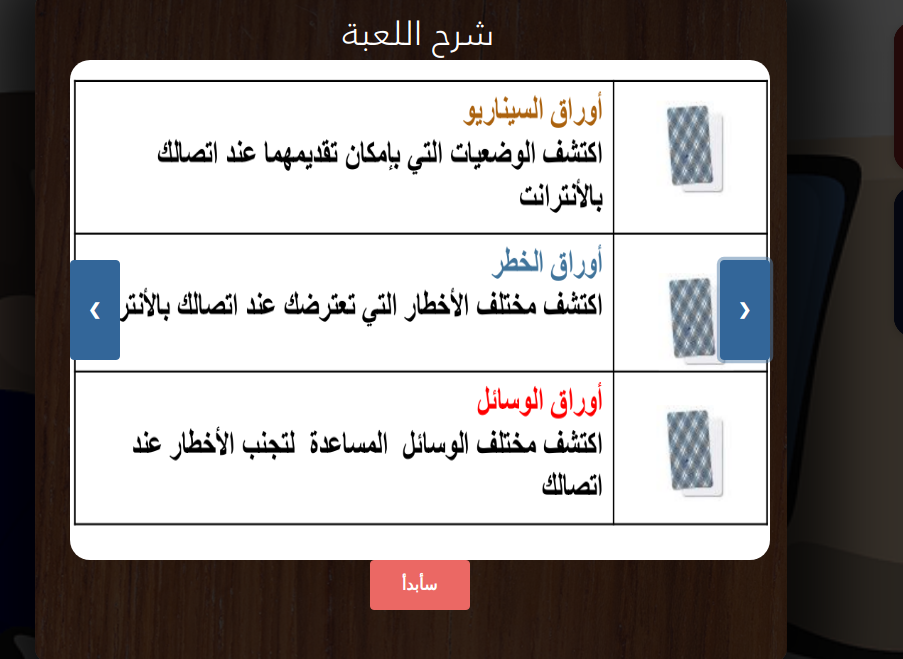 شرح اللعبة
أوراق السيناريو
اكتشف الوضعيات التي بإمكان تقديمهما عند اتصالك
بالأنترانت
أوراق الخطر
اكتشف مختلف الأخطار التي تعترضك عند اتصالك
أوراق الوسائل
اكتشف مختلف الوسائل المساعدة لتجنب الأخطار عند
اتصالك
سأبدأ